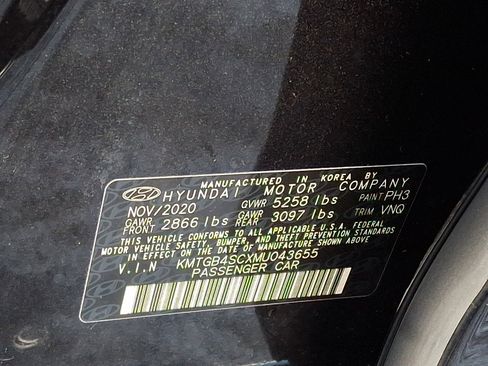 MANUFACTURED IN KOREA BY
HYUNDAI MOTOR COMPANY
NOV/2020 GVWR 5258 lbs PAINT PH3
GAWR FRONT 2866 lbs GAWR REAR 3097 lbs TRIM VNQ
THIS VEHICLE CONFORMS TO ALL APPLICABLE U.S.A. FEDERAL
MOTOR VEHICLE SAFETY, BUMPER, AND THEFT PREVENTION STANDARDS
IN EFFECT ON THE DATE OF MANUFACTURE SHOWN ABOVE
V.I.N KMTGB4SCXMU043655
PASSENGER CAR